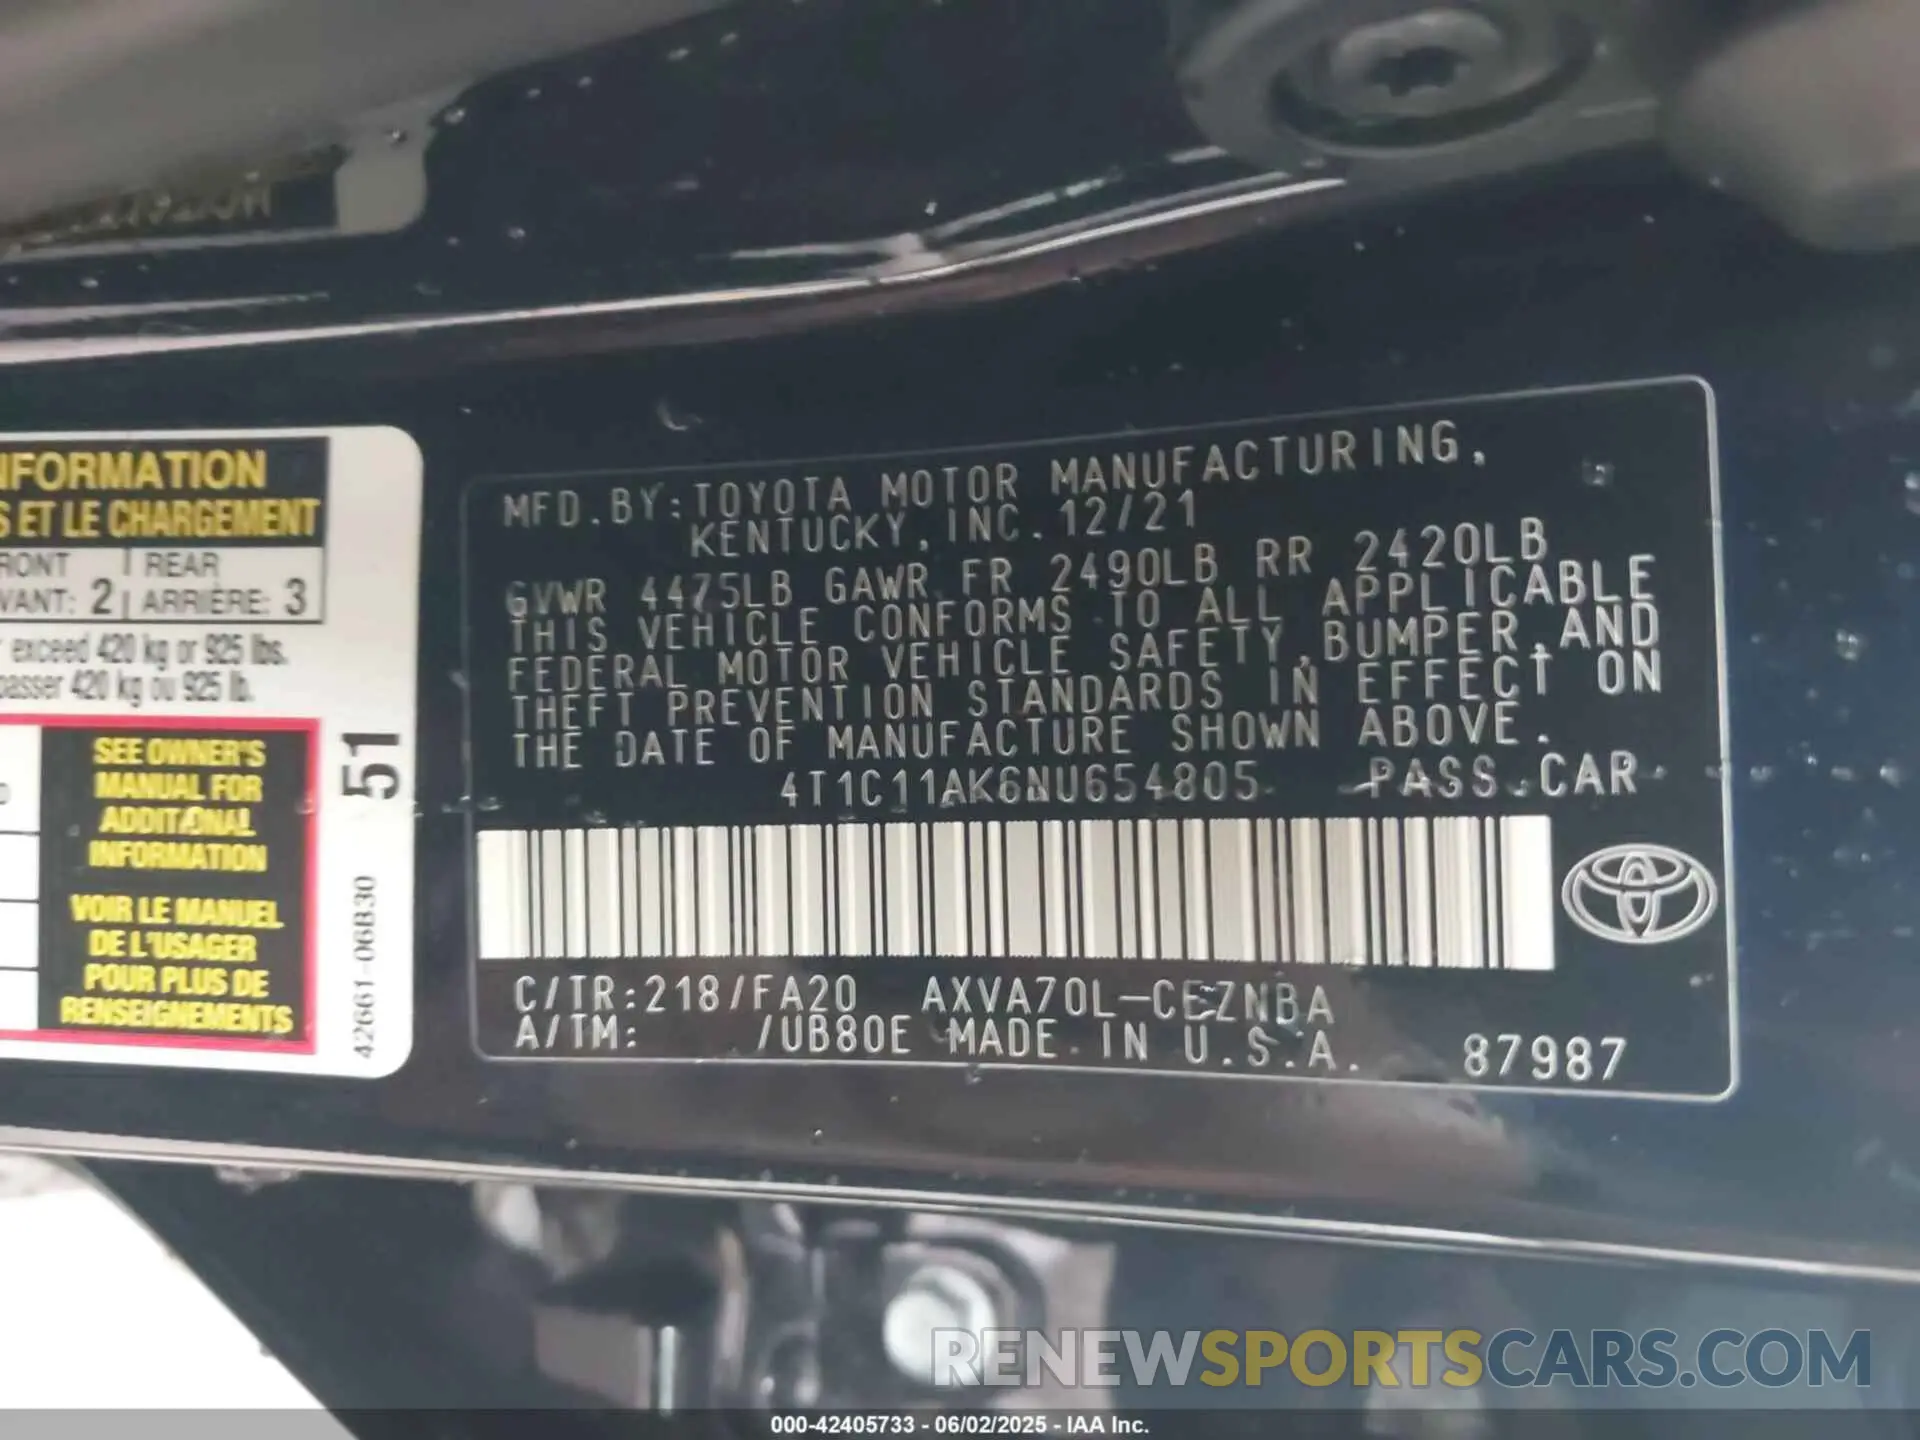 NFORMATION
S ET LE CHARGEMENT
RONT REAR
VANT: 2 ARRIÈRE: 3
exceed 420 kg or 925 lbs.
passer 420 kg ou 925 lb.
SEE OWNER'S
MANUAL FOR
ADDITIONAL
INFORMATION
VOIR LE MANUEL
DE L'USAGER
POUR PLUS DE
RENSEIGNEMENTS
51
42661-06B30
MFD.BY:TOYOTA MOTOR MANUFACTURING,
KENTUCKY,INC.12/21
GVWR 4475LB GAWR FR 2490LB RR 2420LB
THIS VEHICLE CONFORMS TO ALL APPLICABLE
FEDERAL MOTOR VEHICLE SAFETY,BUMPER,AND
THEFT PREVENTION STANDARDS IN EFFECT ON
THE DATE OF MANUFACTURE SHOWN ABOVE.
4T1C11AK6NU654805 PASS.CAR
C/TR:218/FA20 AXVA70L-CEZNBA
A/TM: /UB80E MADE IN U.S.A. 87987
RENEWSPORTSCARS.COM
000-42405733 - 06/02/2025 - IAA Inc.